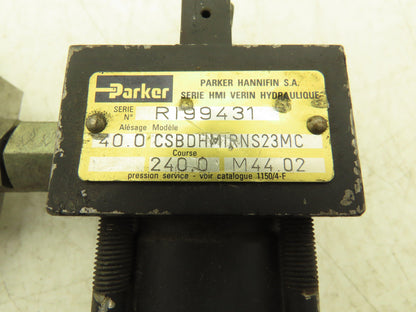 Parker
PARKER HANNIFIN S.A.
SERIE HMI VERIN HYDRAULIQUE
SERIE N° R199431
Alésage Modèle
40.0 CSBDHMIRNS23MC
Course
240.0 M44 02
pression service - voir catalogue 1150/4-F